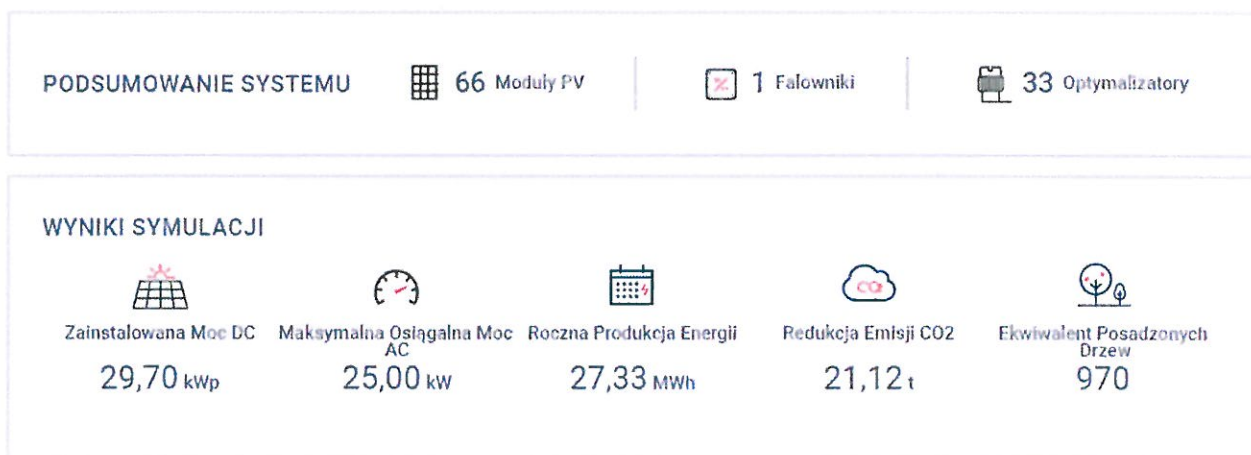 PODSUMOWANIE SYSTEMU 66 Moduły PV 1 Falowniki 33 Optymalizatory
WYNIKI SYMULACJI
Zainstalowana Moc DC Maksymalna Osiągalna Moc AC Roczna Produkcja Energii Redukcja Emisji CO2 Ekwiwalent Posadzonych Drzew
29,70 kWp 25,00 kW 27,33 MWh 21,12 t 970